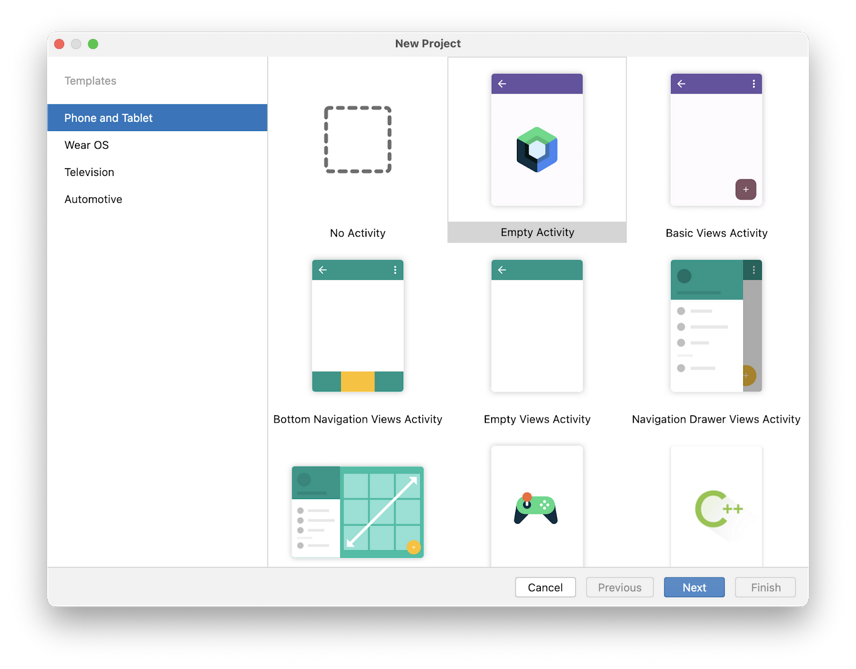 New Project
Templates
Phone and Tablet
Wear OS
Television
Automotive
No Activity
Empty Activity
Basic Views Activity
Bottom Navigation Views Activity
Empty Views Activity
Navigation Drawer Views Activity
C++
Cancel
Previous
Next
Finish